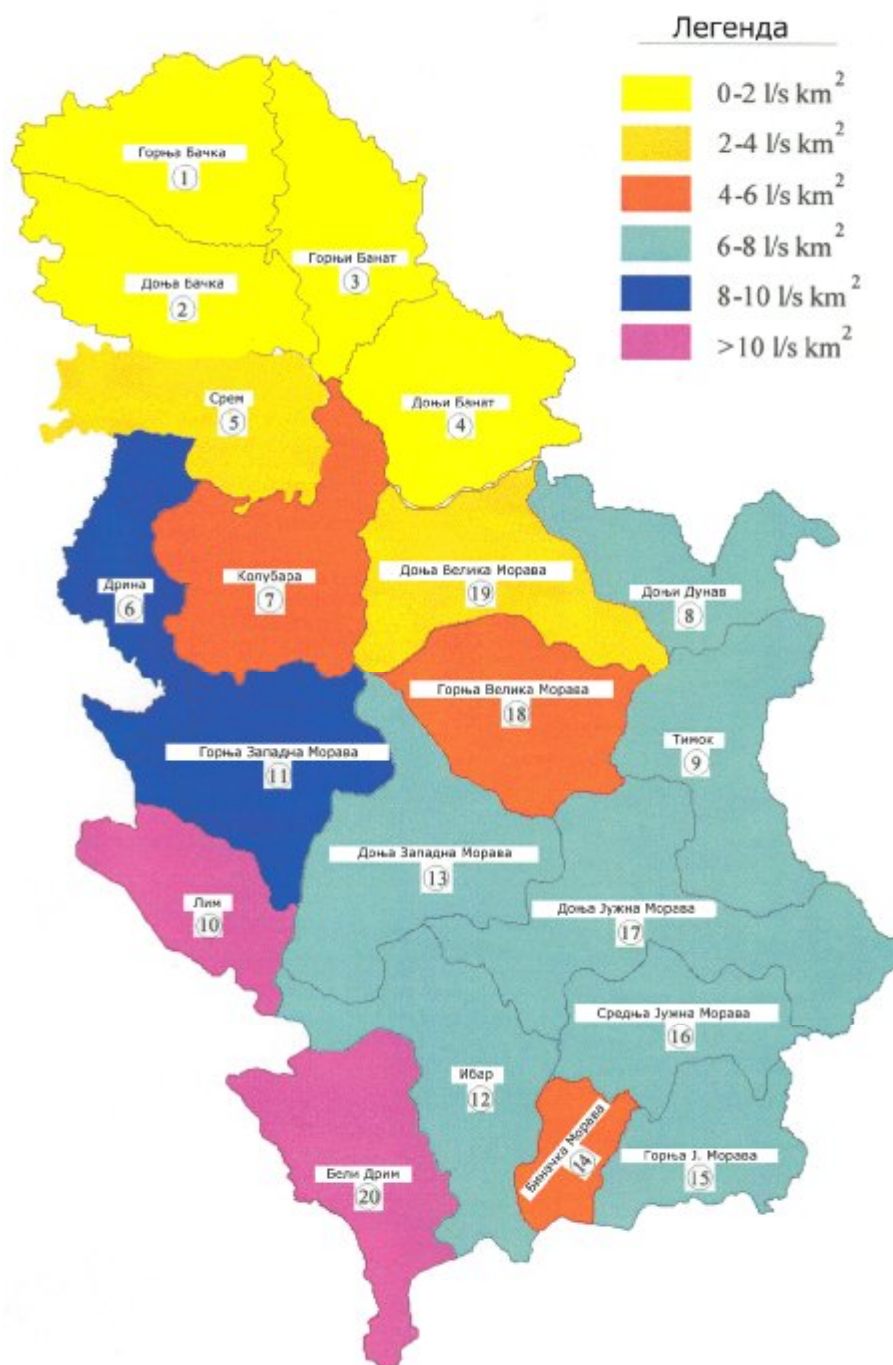 Легенда
0-2 l/s km²
2-4 l/s km²
4-6 l/s km²
6-8 l/s km²
8-10 l/s km²
>10 l/s km²
Горња Бачка
1
Доња Бачка
2
Горњи Банат
3
Доњи Банат
4
Срем
5
Дрина
6
Колубара
7
Доња Велика Морава
19
Доњи Дунав
8
Горња Велика Морава
18
Тимок
9
Горња Западна Морава
11
Доња Западна Морава
13
Лим
10
Доња Јужна Морава
17
Средња Јужна Морава
16
Ибар
12
Биначка Морава
14
Горња Ј. Морава
15
Бели Дрим
20